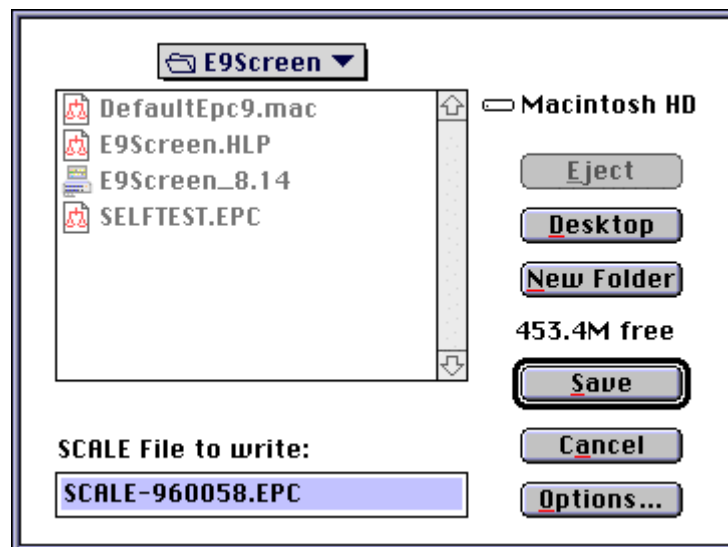 E9Screen
DefaultEpc9.mac
E9Screen.HLP
E9Screen_8.14
SELFTEST.EPC
Macintosh HD
Eject
Desktop
New Folder
453.4M free
Save
SCALE File to write:
SCALE-960058.EPC
Cancel
Options...